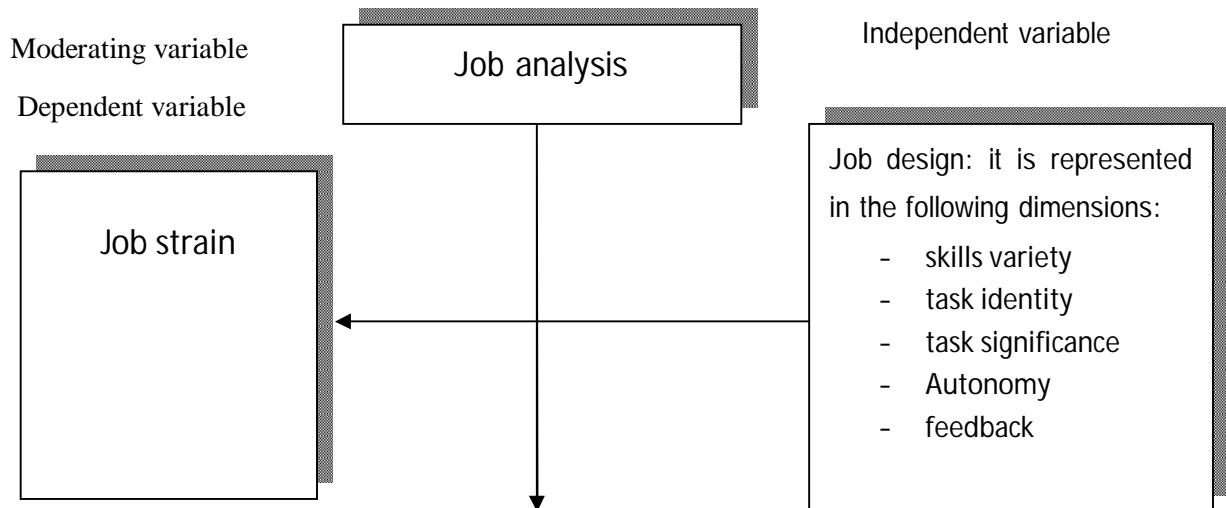 Moderating variable
Dependent variable
Job analysis
Independent variable
Job strain
Job design: it is represented
in the following dimensions:
- skills variety
- task identity
- task significance
- Autonomy
- feedback